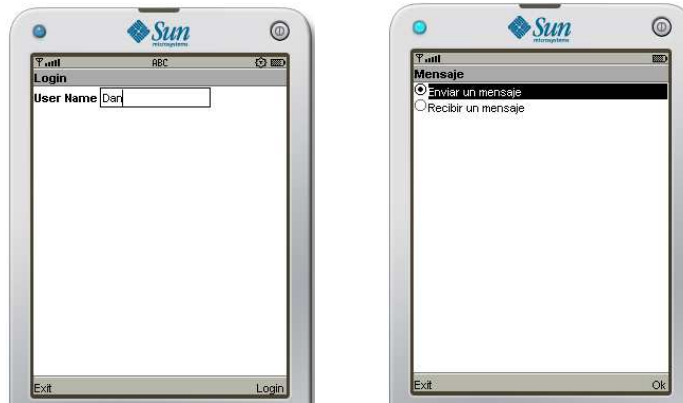 Sun
microsystems
ABC
Login
User Name Dan
Exit Login
Sun
microsystems
Mensaje
Enviar un mensaje
Recibir un mensaje
Exit Ok